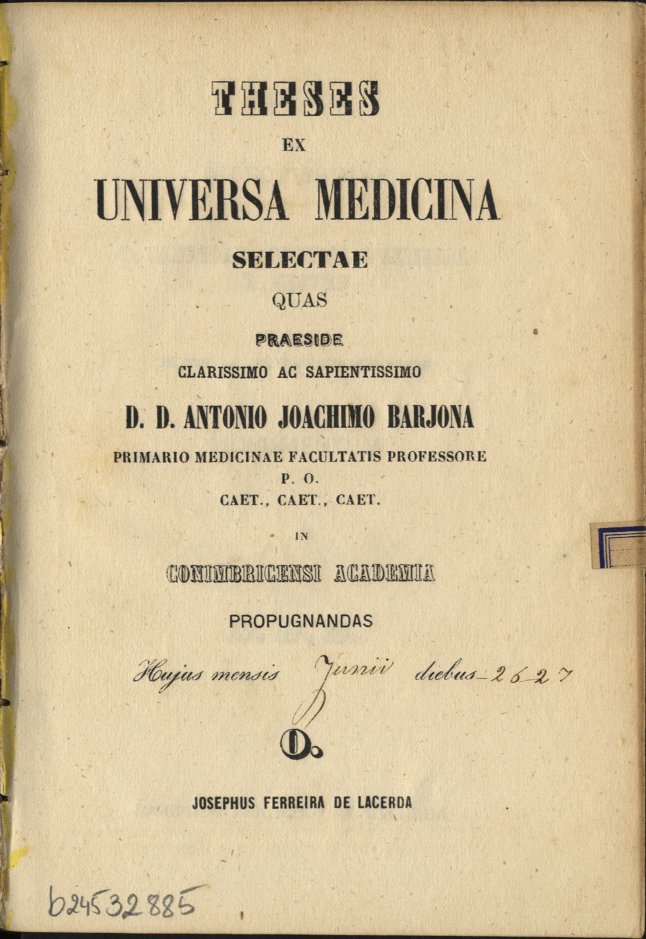 THESES
EX
UNIVERSA MEDICINA
SELECTAE
QUAS
PRAESIDE
CLARISSIMO AC SAPIENTISSIMO
D. D. ANTONIO JOACHIMO BARJONA
PRIMARIO MEDICINAE FACULTATIS PROFESSORE
P. O.
CAET., CAET., CAET.
IN
CONIMBRICENSI ACADEMIA
PROPUGNANDAS
Hujus mensis Junii diebus 26 27
O.
JOSEPHUS FERREIRA DE LACERDA
b24532885